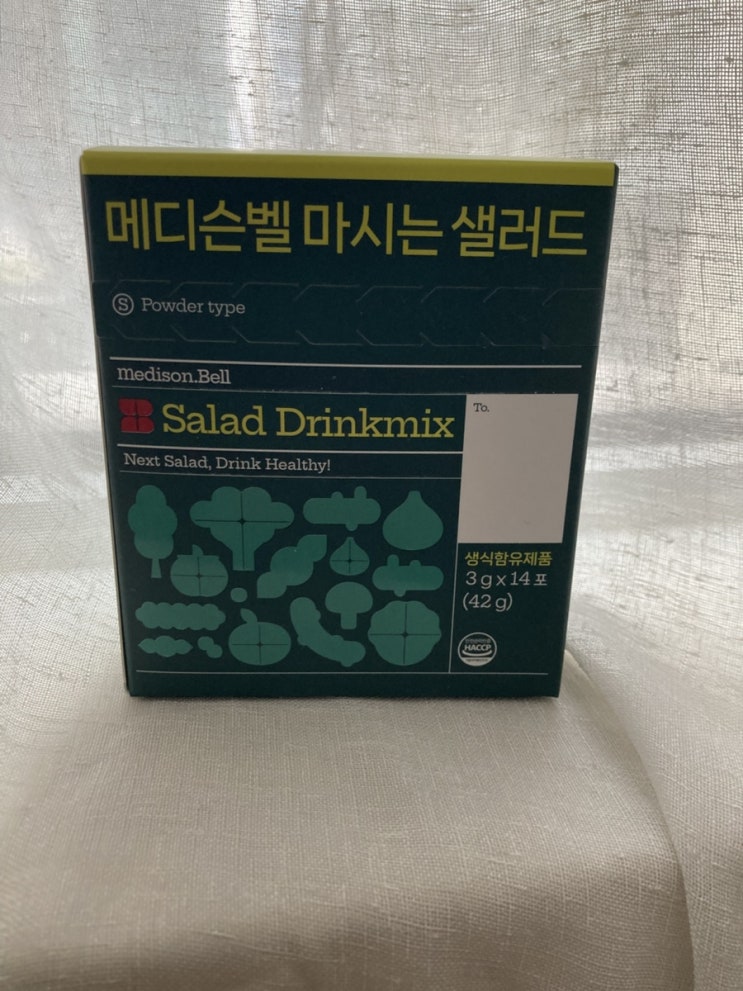 메디슨벨 마시는 샐러드
Ⓢ Powder type
medison.Bell
Salad Drinkmix
To.
Next Salad, Drink Healthy!
생식함유제품
3g x 14포
(42g)
HACCP